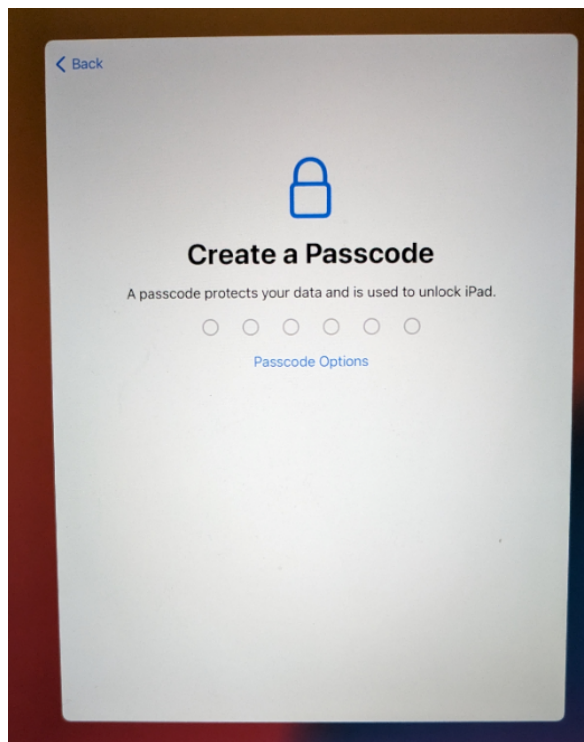 Back
Create a Passcode
A passcode protects your data and is used to unlock iPad.
Passcode Options